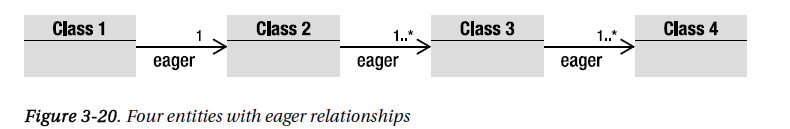 Class 1
1
eager
Class 2
1..*
eager
Class 3
1..*
eager
Class 4
Figure 3-20. Four entities with eager relationships